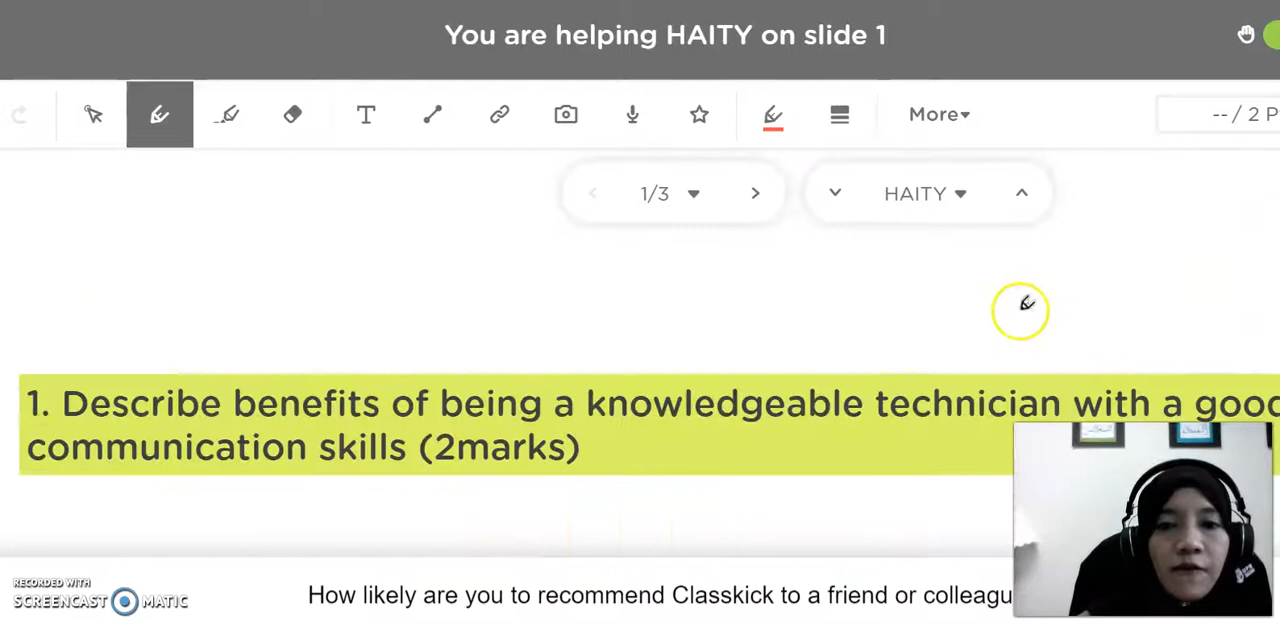 You are helping HAITY on slide 1
T
More
-- / 2 P
1/3
HAITY
1. Describe benefits of being a knowledgeable technician with a good
communication skills (2marks)
RECORDED WITH
SCREENCAST MATIC
How likely are you to recommend Classkick to a friend or colleagu